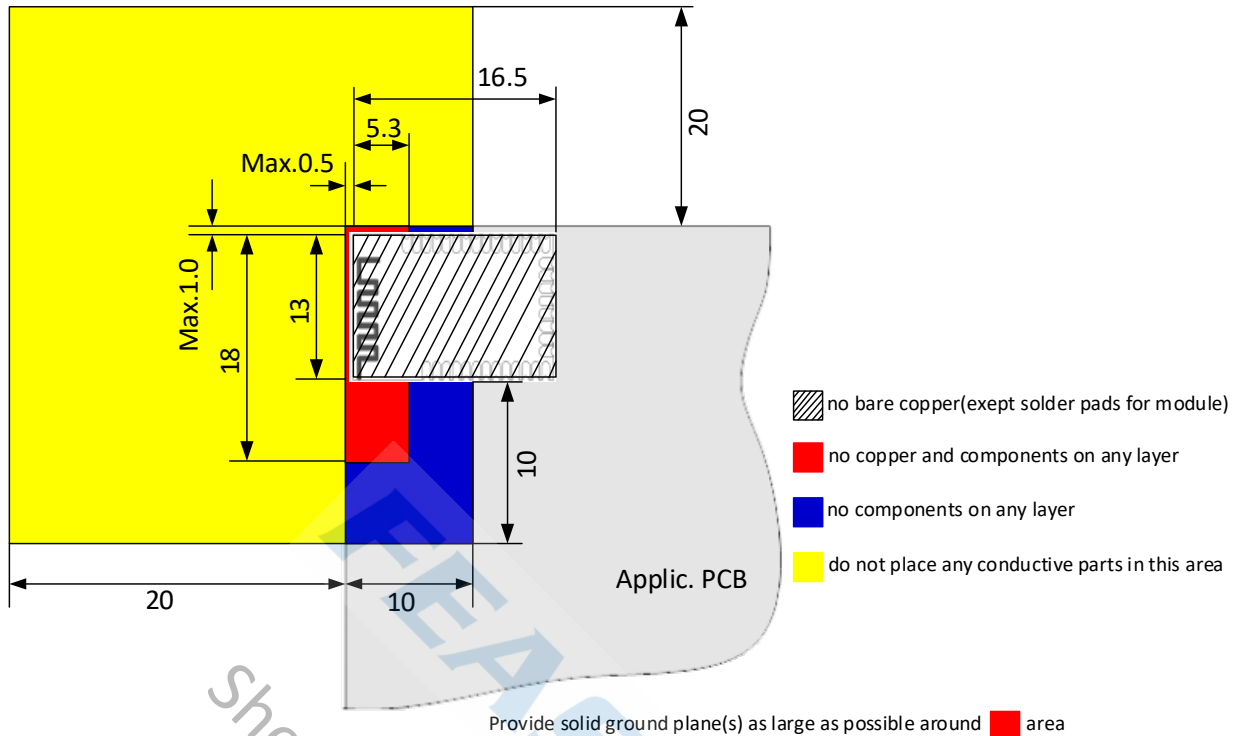 16.5
5.3
Max.0.5
20
Max.1.0
13
18
10
no bare copper(exept solder pads for module)
no copper and components on any layer
no components on any layer
do not place any conductive parts in this area
Applic. PCB
20
10
She
FEAS
Provide solid ground plane(s) as large as possible around area